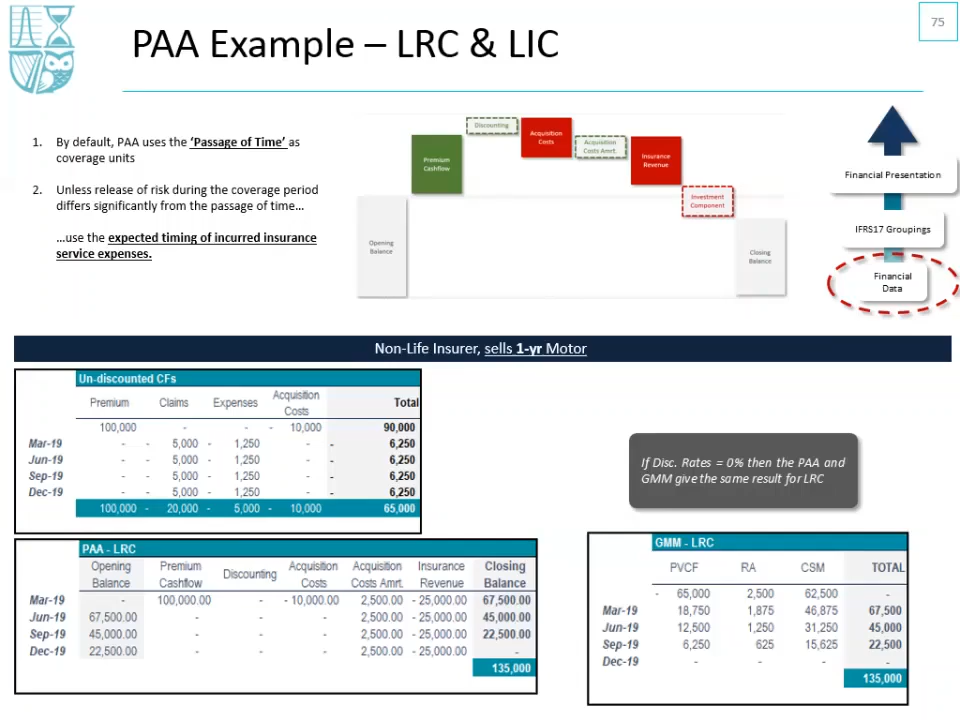 75
PAA Example – LRC & LIC
1. By default, PAA uses the 'Passage of Time' as
coverage units
2. Unless release of risk during the coverage period
differs significantly from the passage of time…
…use the expected timing of incurred insurance
service expenses.
Opening
Balance
Premium
Cashflow
Discounting
Acquisition
Costs
Acquisition
Costs Amrt.
Insurance
Revenue
Investment
Component
Closing
Balance
Financial Presentation
IFRS17 Groupings
Financial
Data
Non-Life Insurer, sells 1-yr Motor
Un-discounted CFs
Premium Claims Expenses Acquisition Costs Total
100,000 - - - 10,000 90,000
Mar-19 - - 5,000 - 1,250 - - 6,250
Jun-19 - - 5,000 - 1,250 - - 6,250
Sep-19 - - 5,000 - 1,250 - - 6,250
Dec-19 - - 5,000 - 1,250 - - 6,250
100,000 - 20,000 - 5,000 - 10,000 65,000
If Disc. Rates = 0% then the PAA and
GMM give the same result for LRC
PAA - LRC
Opening Balance Premium Cashflow Discounting Acquisition Costs Acquisition Costs Amrt. Insurance Revenue Closing Balance
Mar-19 - 100,000.00 - - 10,000.00 2,500.00 - 25,000.00 67,500.00
Jun-19 67,500.00 - - - 2,500.00 - 25,000.00 45,000.00
Sep-19 45,000.00 - - - 2,500.00 - 25,000.00 22,500.00
Dec-19 22,500.00 - - - 2,500.00 - 25,000.00 -
135,000
GMM - LRC
PVCF RA CSM TOTAL
- 65,000 2,500 62,500 -
Mar-19 18,750 1,875 46,875 67,500
Jun-19 12,500 1,250 31,250 45,000
Sep-19 6,250 625 15,625 22,500
Dec-19 - - - -
135,000